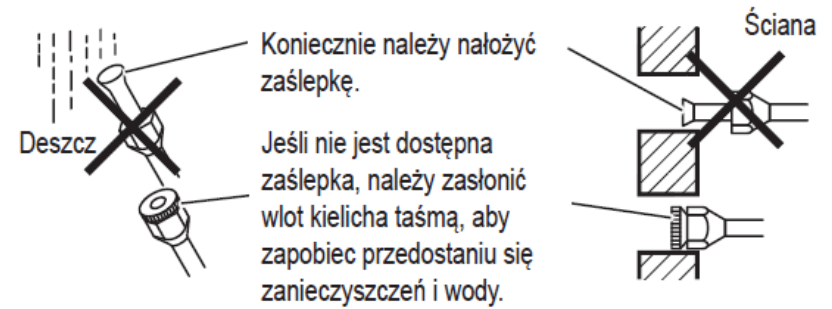 Ściana
Koniecznie należy nałożyć
zaślepkę.
Deszcz
Jeśli nie jest dostępna
zaślepka, należy zasłonić
wlot kielicha taśmą, aby
zapobiec przedostaniu się
zanieczyszczeń i wody.